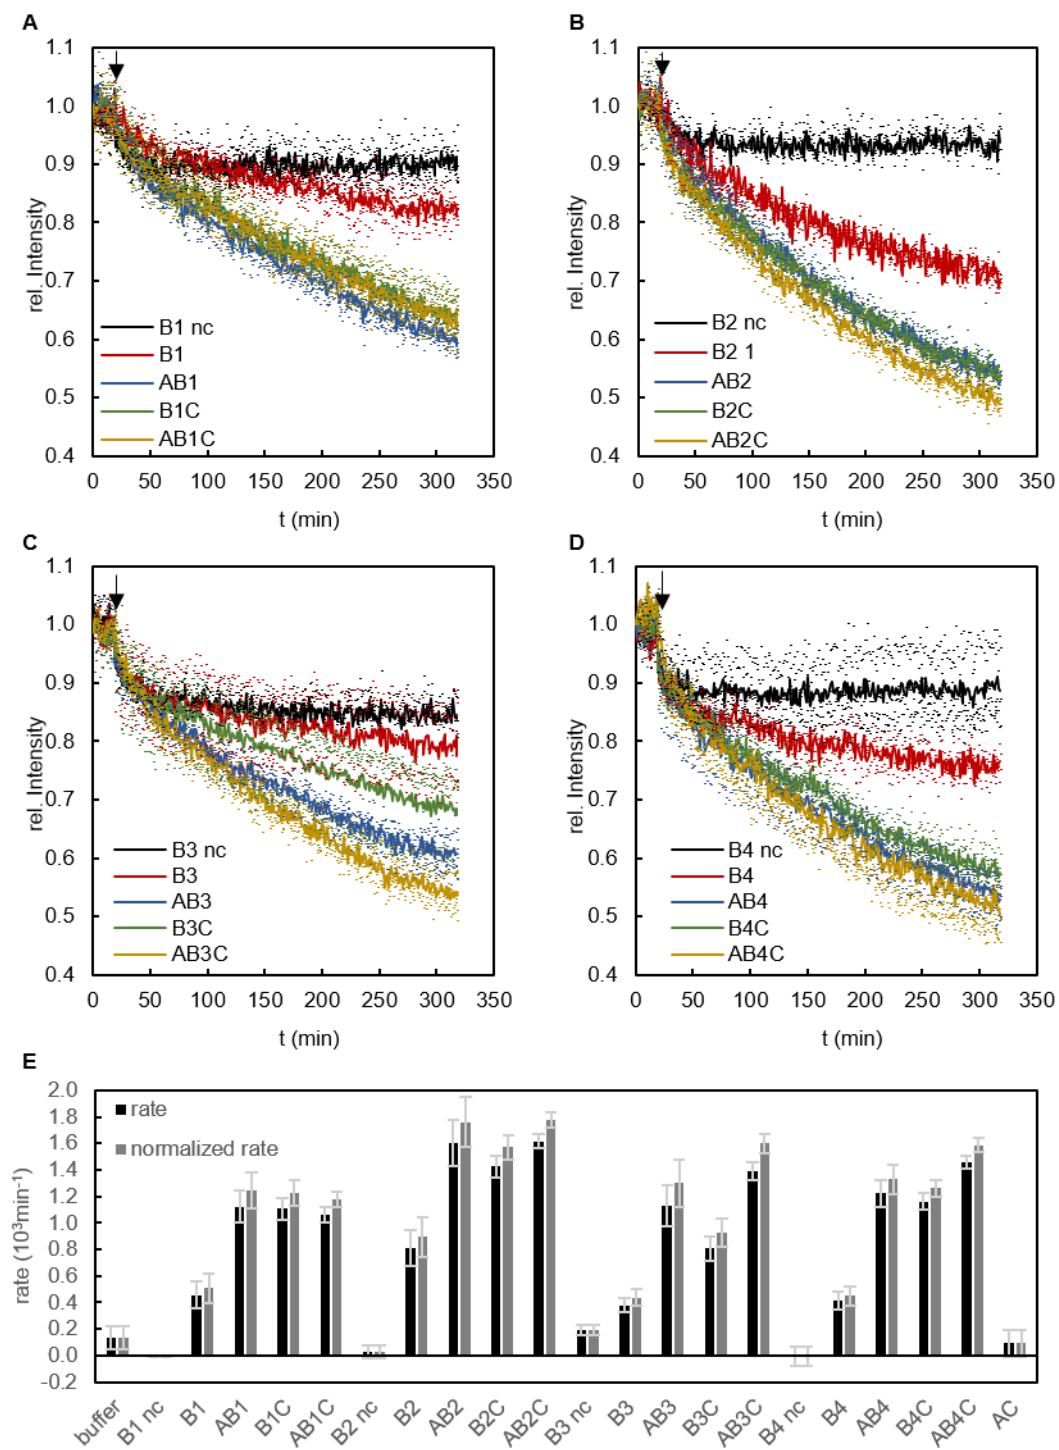 A
1.1
1.0
0.9
0.8
0.7
0.6
0.5
0.4
rel. Intensity
B1 nc
B1
AB1
B1C
AB1C
0 50 100 150 200 250 300 350
t (min)
B
1.1
1.0
0.9
0.8
0.7
0.6
0.5
0.4
rel. Intensity
B2 nc
B2 1
AB2
B2C
AB2C
0 50 100 150 200 250 300 350
t (min)
C
1.1
1.0
0.9
0.8
0.7
0.6
0.5
0.4
rel. Intensity
B3 nc
B3
AB3
B3C
AB3C
0 50 100 150 200 250 300 350
t (min)
D
1.1
1.0
0.9
0.8
0.7
0.6
0.5
0.4
rel. Intensity
B4 nc
B4
AB4
B4C
AB4C
0 50 100 150 200 250 300 350
t (min)
E
2.0
1.8
1.6
1.4
1.2
1.0
0.8
0.6
0.4
0.2
0.0
-0.2
rate (10³min⁻¹)
rate
normalized rate
buffer
B1 nc
B1
AB1
B1C
AB1C
B2 nc
B2
AB2
B2C
AB2C
B3 nc
B3
AB3
B3C
AB3C
B4 nc
B4
AB4
B4C
AB4C
AC